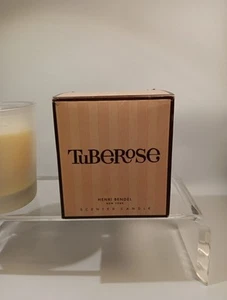 TUBEROSE
HENRI BENDEL
NEW YORK
SCENTED CANDLE